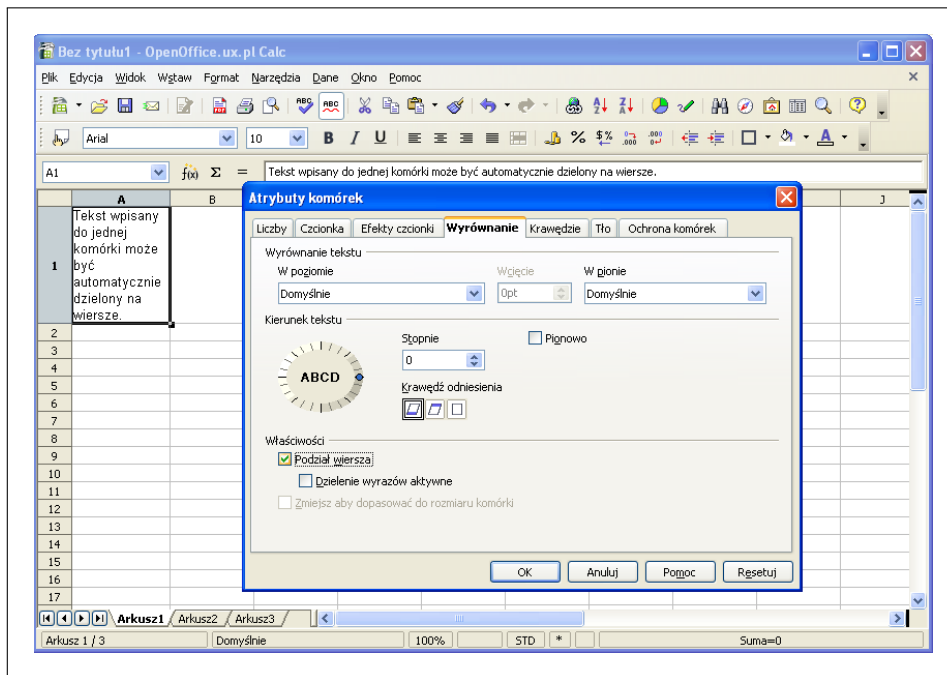 Bez tytułu1 - OpenOffice.ux.pl Calc
Plik Edycja Widok Wstaw Format Narzędzia Dane Okno Pomoc
Arial 10 B I U
A1 f(x) Σ = Tekst wpisany do jednej komórki może być automatycznie dzielony na wiersze.
A B J
1
Tekst wpisany
do jednej
komórki może
być
automatycznie
dzielony na
wiersze.
2
3
4
5
6
7
8
9
10
11
12
13
14
15
16
17
Atrybuty komórek
Liczby Czcionka Efekty czcionki Wyrównanie Krawędzie Tło Ochrona komórek
Wyrównanie tekstu
W poziomie Wcięcie W pionie
Domyślnie 0pt Domyślnie
Kierunek tekstu
Stopnie Pionowo
ABCD 0
Krawędź odniesienia
Właściwości
Podział wiersza
Dzielenie wyrazów aktywne
Zmiejsz aby dopasować do rozmiaru komórki
OK Anuluj Pomoc Resetuj
Arkusz1 Arkusz2 Arkusz3
Arkusz 1 / 3 Domyślnie 100% STD * Suma=0